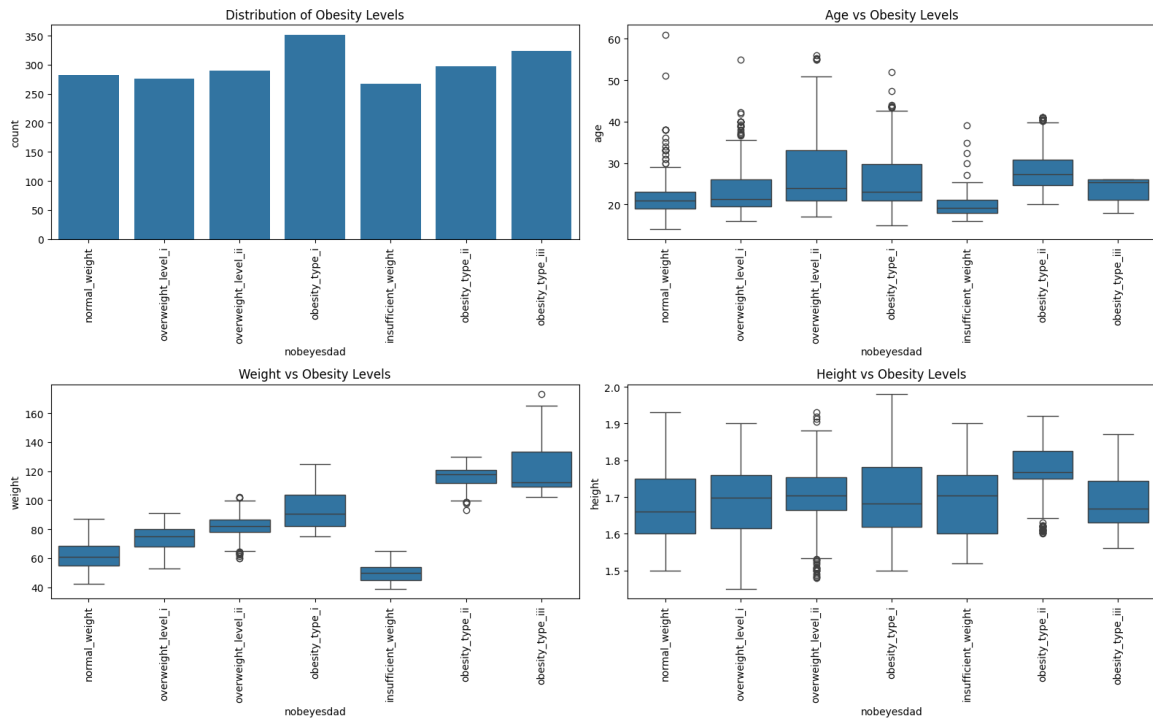 Distribution of Obesity Levels
350
300
250
200
150
100
50
0
count
normal_weight
overweight_level_i
overweight_level_ii
obesity_type_i
insufficient_weight
obesity_type_ii
obesity_type_iii
nobeyesdad
Age vs Obesity Levels
60
50
40
30
20
age
normal_weight
overweight_level_i
overweight_level_ii
obesity_type_i
insufficient_weight
obesity_type_ii
obesity_type_iii
nobeyesdad
Weight vs Obesity Levels
160
140
120
100
80
60
40
weight
normal_weight
overweight_level_i
overweight_level_ii
obesity_type_i
insufficient_weight
obesity_type_ii
obesity_type_iii
nobeyesdad
Height vs Obesity Levels
2.0
1.9
1.8
1.7
1.6
1.5
height
normal_weight
overweight_level_i
overweight_level_ii
obesity_type_i
insufficient_weight
obesity_type_ii
obesity_type_iii
nobeyesdad